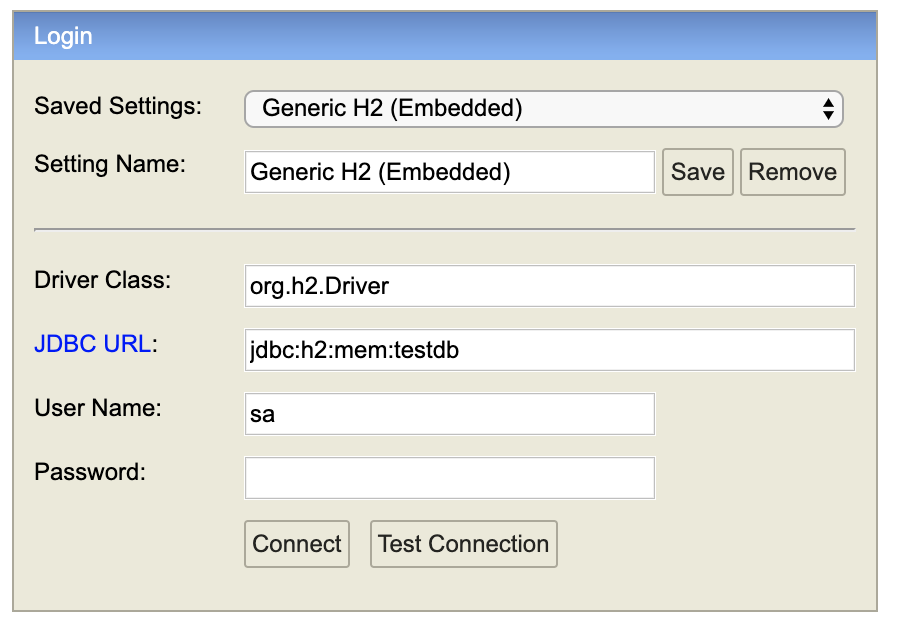 Login
Saved Settings: Generic H2 (Embedded)
Setting Name: Generic H2 (Embedded) Save Remove
Driver Class: org.h2.Driver
JDBC URL: jdbc:h2:mem:testdb
User Name: sa
Password:
Connect Test Connection